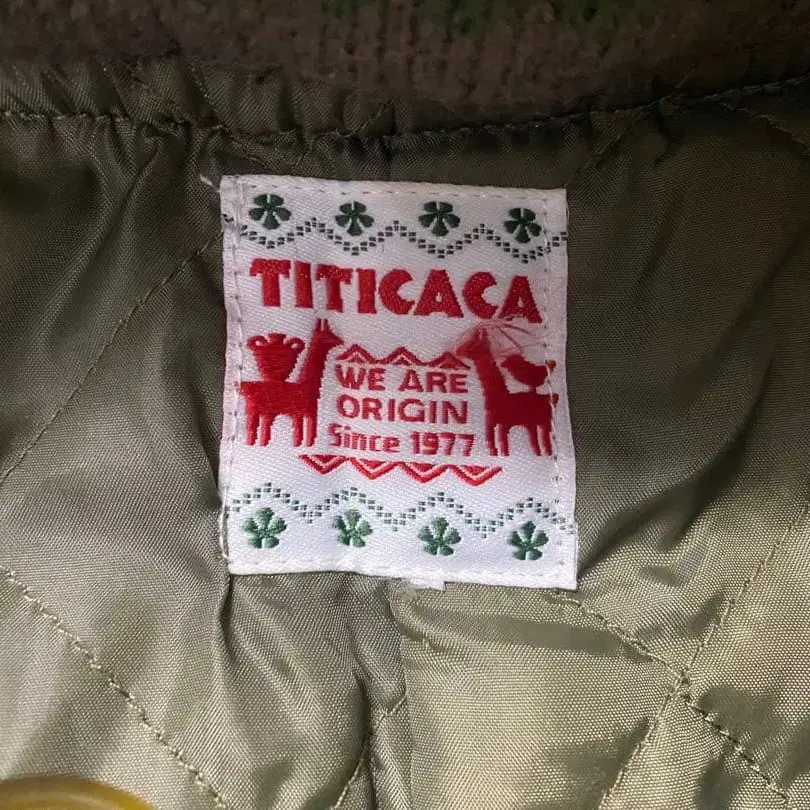 TITICACA
WE ARE
ORIGIN
Since 1977